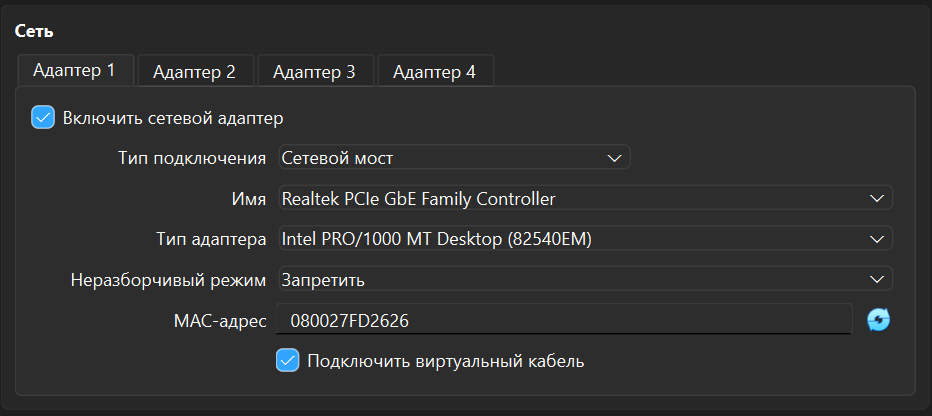 Сеть
Адаптер 1 Адаптер 2 Адаптер 3 Адаптер 4
Включить сетевой адаптер
Тип подключения Сетевой мост
Имя Realtek PCIe GbE Family Controller
Тип адаптера Intel PRO/1000 MT Desktop (82540EM)
Неразборчивый режим Запретить
MAC-адрес 080027FD2626
Подключить виртуальный кабель